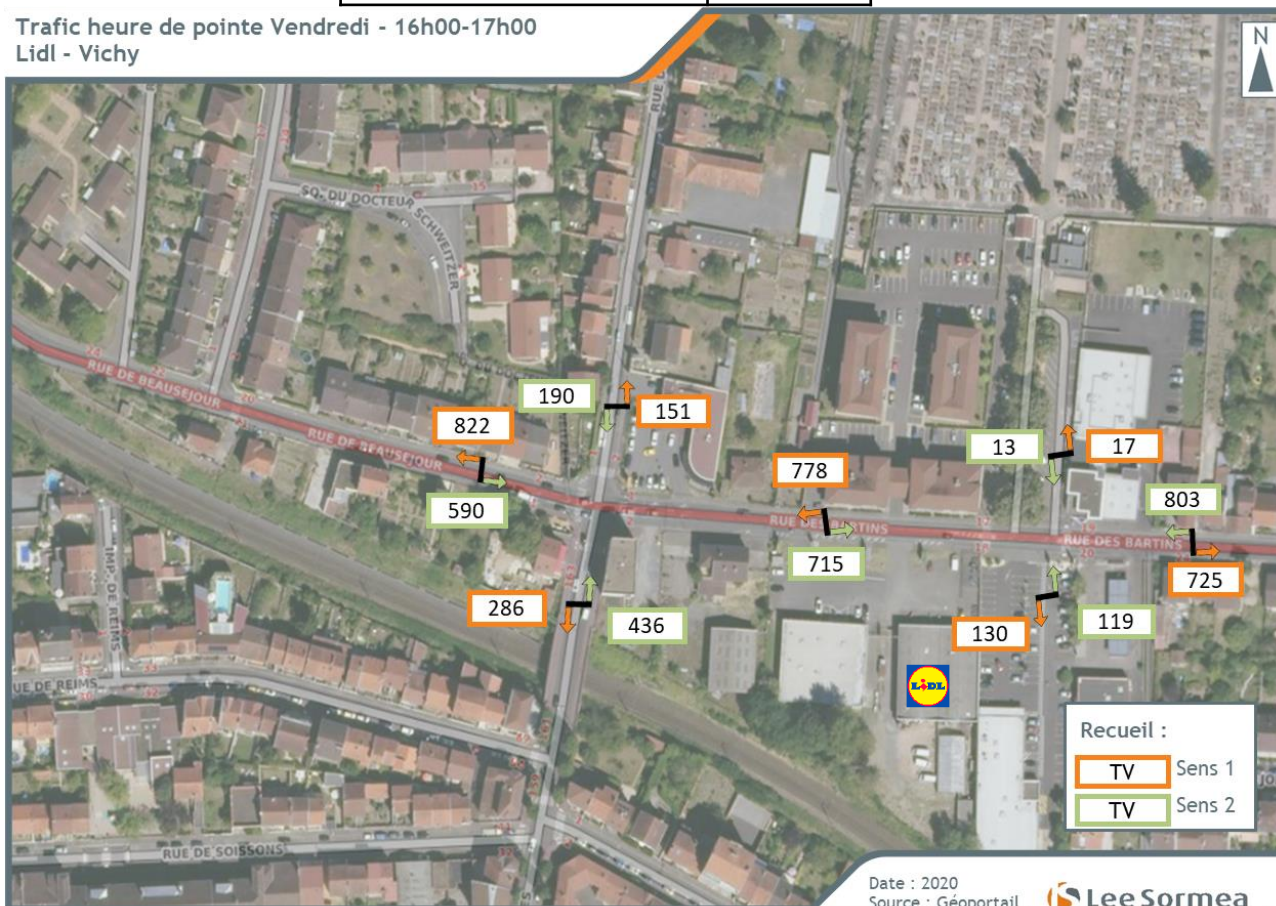 Trafic heure de pointe Vendredi - 16h00-17h00
Lidl - Vichy
N
SQ. DU DOCTEUR SCHWEITZER
RUE D
RUE DE BEAUSEJOUR
RUE DE BEAUSEJOUR
190
151
822
590
778
715
13
17
803
725
RUE DES BARTINS
RUE DES BARTINS
286
436
130
119
LIDL
IMP. DE REIMS
UE DE REIMS
RUE DE SOISSONS
Recueil :
TV Sens 1
TV Sens 2
Date : 2020
Source : Géoportail
Lee Sormea